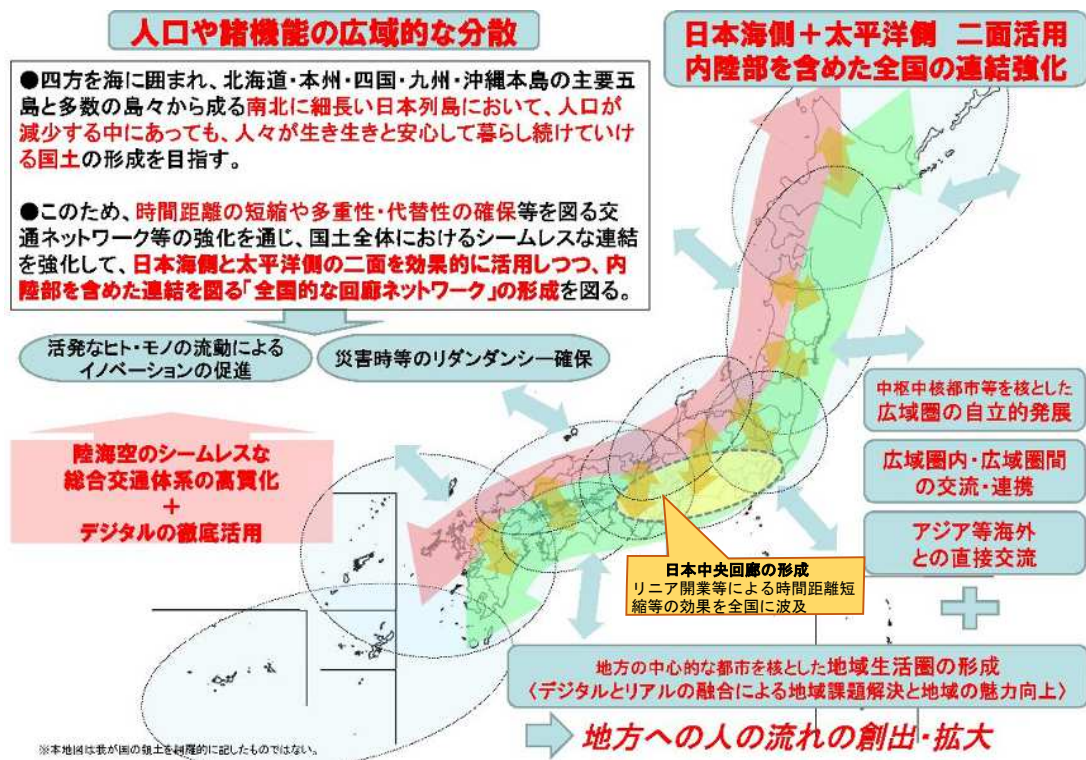 人口や諸機能の広域的な分散
●四方を海に囲まれ、北海道・本州・四国・九州・沖縄本島の主要五
島と多数の島々から成る南北に細長い日本列島において、人口が
減少する中にあっても、人々が生き生きと安心して暮らし続けていけ
る国土の形成を目指す。
●このため、時間距離の短縮や多重性・代替性の確保等を図る交
通ネットワーク等の強化を通じ、国土全体におけるシームレスな連結
を強化して、日本海側と太平洋側の二面を効果的に活用しつつ、内
陸部を含めた連結を図る「全国的な回廊ネットワーク」の形成を図る。
活発なヒト・モノの流動による
イノベーションの促進
災害時等のリダンダンシー確保
陸海空のシームレスな
総合交通体系の高質化
+
デジタルの徹底活用
日本海側+太平洋側 二面活用
内陸部を含めた全国の連結強化
中枢中核都市等を核とした
広域圏の自立的発展
広域圏内・広域圏間
の交流・連携
アジア等海外
との直接交流
日本中央回廊の形成
リニア開業等による時間距離短
縮等の効果を全国に波及
地方の中心的な都市を核とした地域生活圏の形成
〈デジタルとリアルの融合による地域課題解決と地域の魅力向上〉
地方への人の流れの創出・拡大
※本地図は我が国の領土を網羅的に記したものではない。